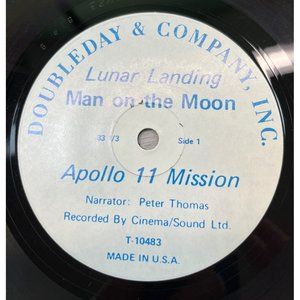 DOUBLEDAY & COMPANY, INC.
Lunar Landing
Man on the Moon
33 1/3 Side 1
Apollo 11 Mission
Narrator: Peter Thomas
Recorded By Cinema/Sound Ltd.
T-10483
MADE IN U.S.A.